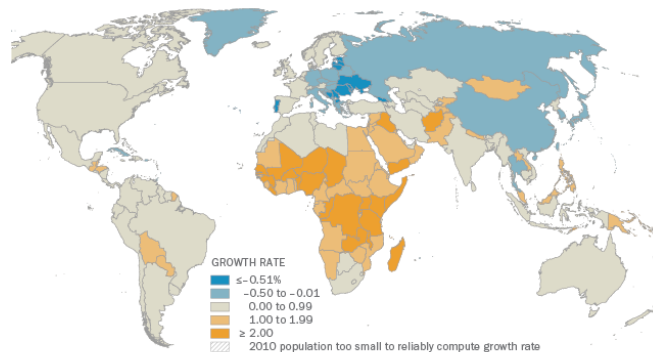 GROWTH RATE
≤−0.51%
−0.50 to −0.01
0.00 to 0.99
1.00 to 1.99
≥ 2.00
2010 population too small to reliably compute growth rate